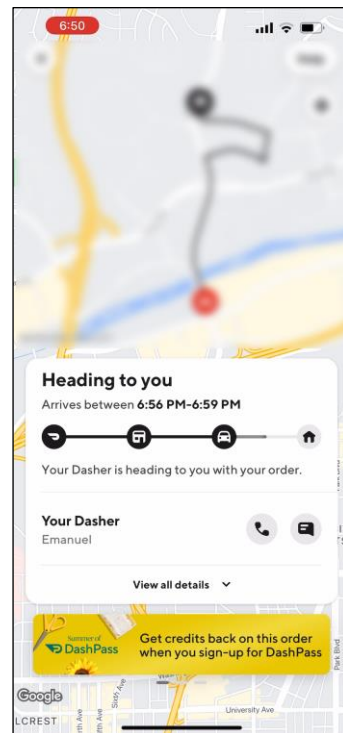 6:50
Heading to you
Arrives between 6:56 PM-6:59 PM
Your Dasher is heading to you with your order.
Your Dasher
Emanuel
View all details
Summer of
DashPass
Get credits back on this order
when you sign-up for DashPass
Park Blvd
Google
LCREST
University Ave